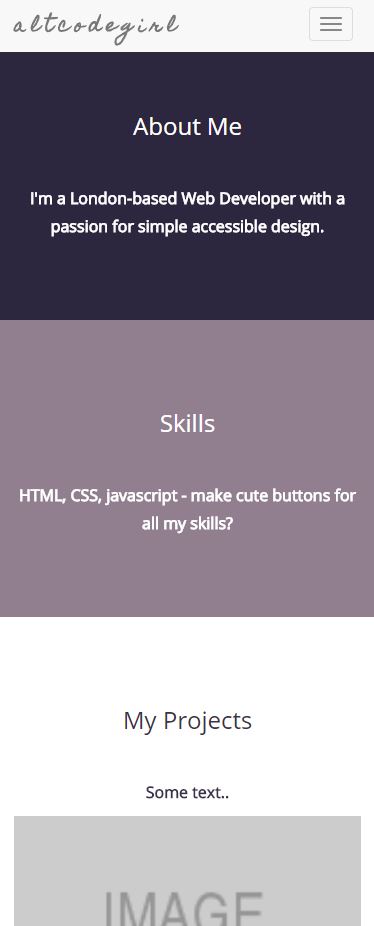 altcodegirl
About Me
I'm a London-based Web Developer with a
passion for simple accessible design.
Skills
HTML, CSS, javascript - make cute buttons for
all my skills?
My Projects
Some text..
IMAGE